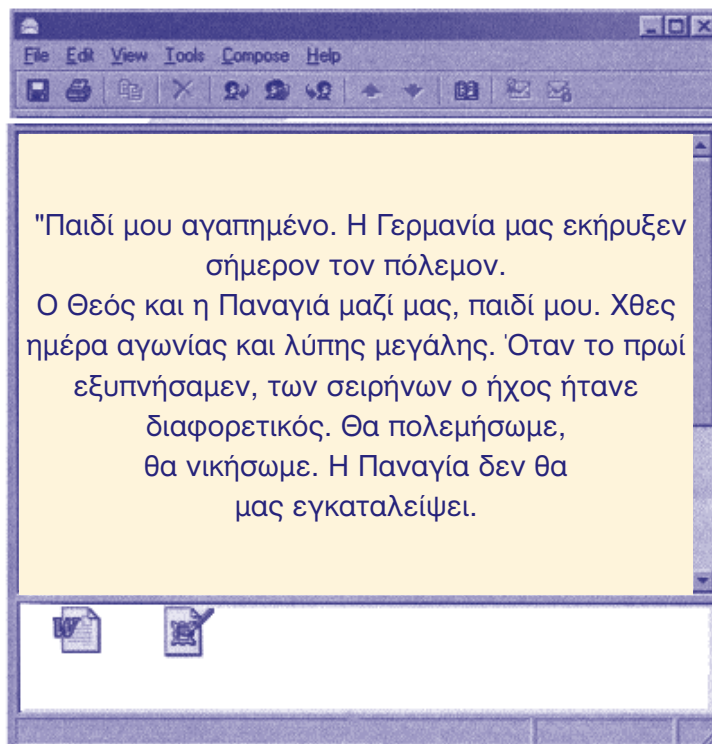 File Edit View Tools Compose Help
"Παιδί μου αγαπημένο. Η Γερμανία μας εκήρυξεν
σήμερον τον πόλεμον.
Ο Θεός και η Παναγιά μαζί μας, παιδί μου. Χθες
ημέρα αγωνίας και λύπης μεγάλης. Όταν το πρωί
εξυπνήσαμεν, των σειρήνων ο ήχος ήτανε
διαφορετικός. Θα πολεμήσωμε,
θα νικήσωμε. Η Παναγία δεν θα
μας εγκαταλείψει.
W